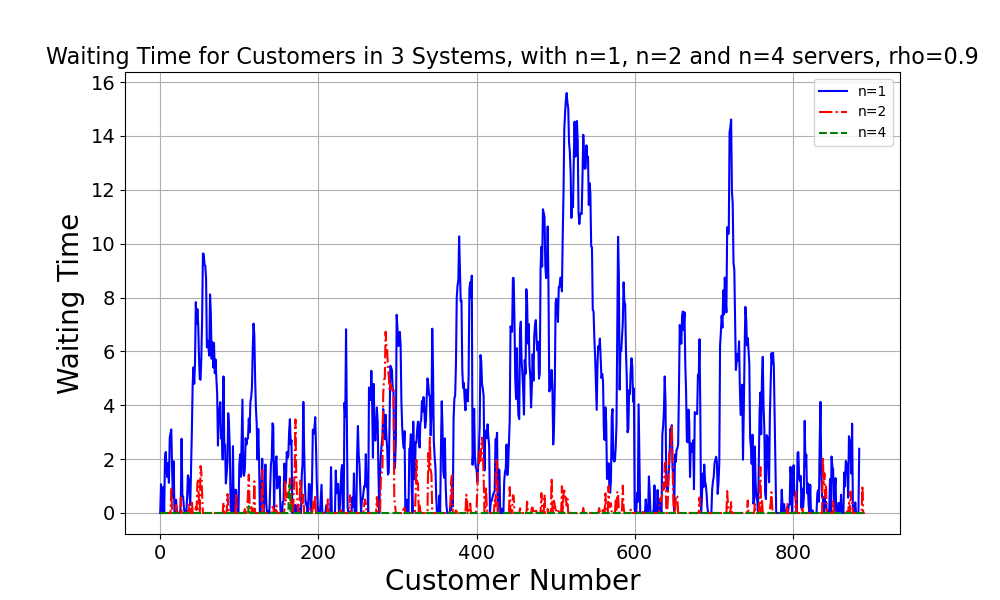 Waiting Time for Customers in 3 Systems, with n=1, n=2 and n=4 servers, rho=0.9
n=1
n=2
n=4
16
14
12
10
8
6
4
2
0
Waiting Time
0 200 400 600 800
Customer Number